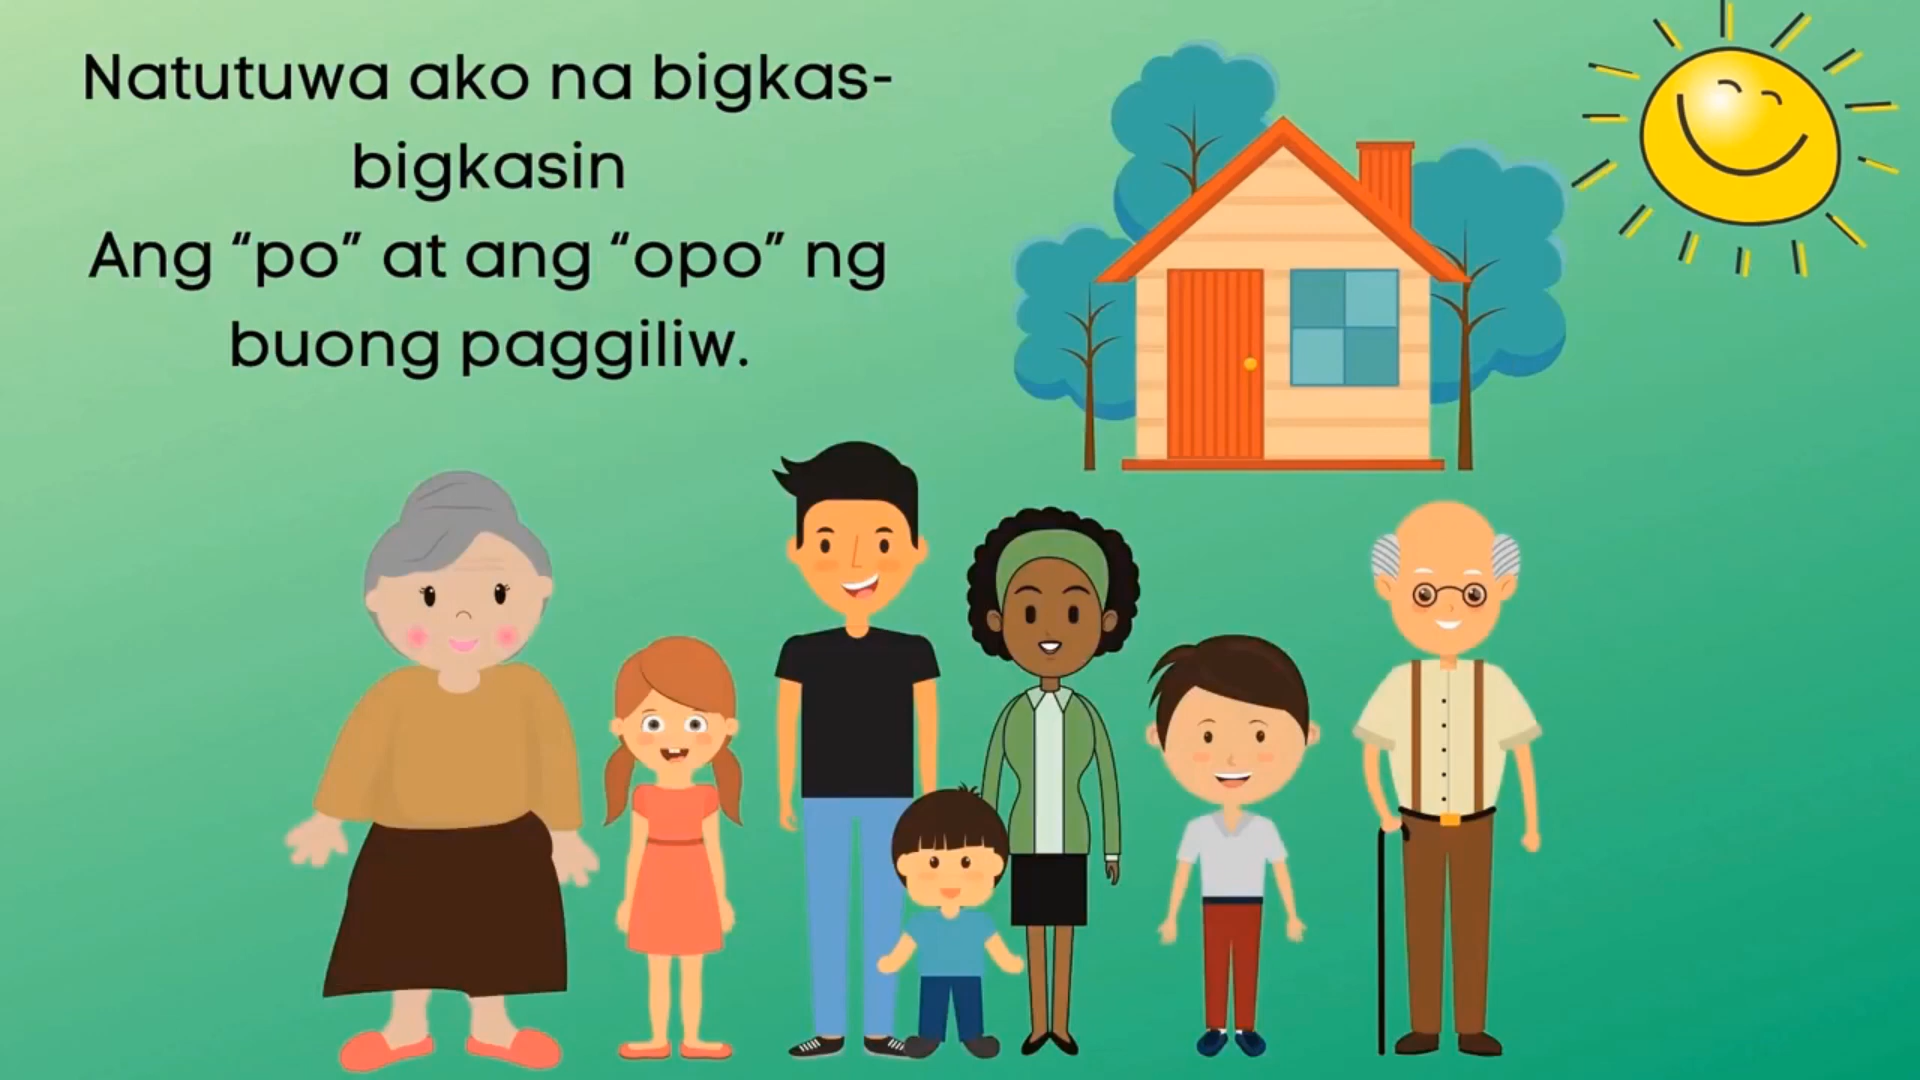 Natutuwa ako na bigkas-
bigkasin
Ang “po” at ang “opo” ng
buong paggiliw.